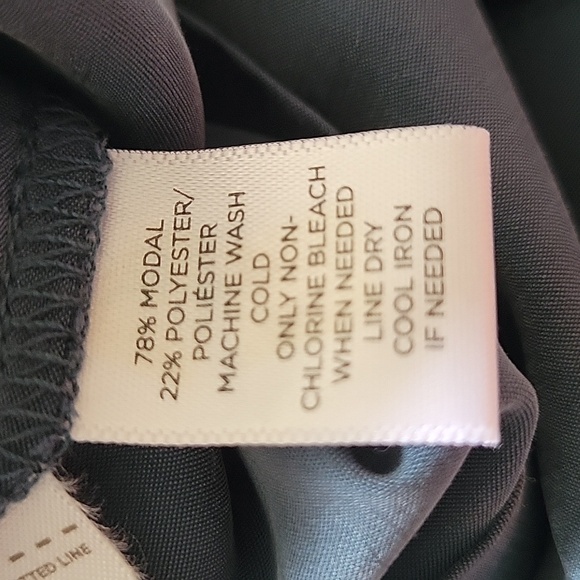 78% MODAL
22% POLYESTER/
POLIÉSTER
MACHINE WASH
COLD
ONLY NON-
CHLORINE BLEACH
WHEN NEEDED
LINE DRY
COOL IRON
IF NEEDED
LINE